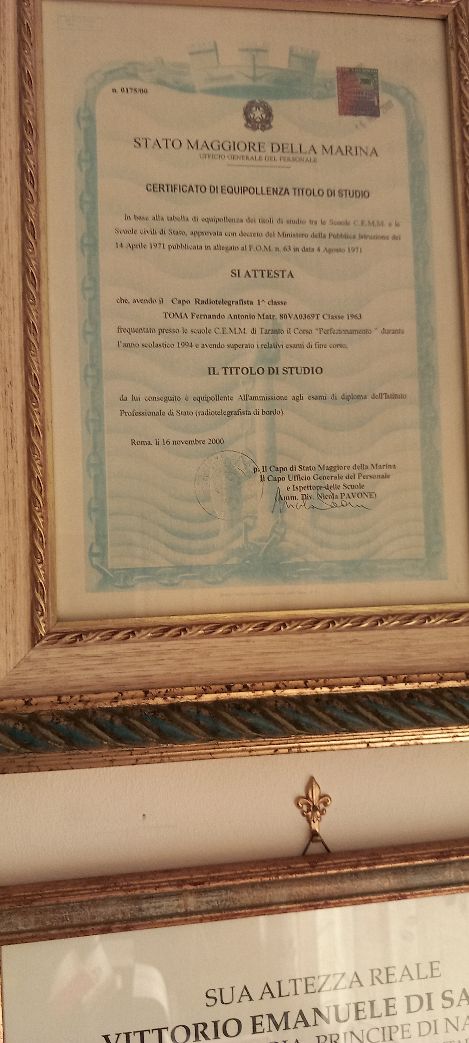 n. 0175/00
STATO MAGGIORE DELLA MARINA
UFFICIO GENERALE DEL PERSONALE
CERTIFICATO DI EQUIPOLLENZA TITOLO DI STUDIO
In base alla tabella di equipollenza dei titoli di studio tra le Scuole C.E.M.M. e le
Scuole civili di Stato, approvata con decreto del Ministero della Pubblica Istruzione del
14 Aprile 1971 pubblicata in allegato al F.O.M. n. 63 in data 4 Agosto 1971
SI ATTESTA
che, avendo il Capo Radiotelegrafista 1^ classe
TOMA Fernando Antonio Matr. 80VA0369T Classe 1963
frequentato presso le scuole C.E.M.M. di Taranto il Corso "Perfezionamento " durante
l'anno scolastico 1994 e avendo superato i relativi esami di fine corso,
IL TITOLO DI STUDIO
da lui conseguito è equipollente All'ammissione agli esami di diploma dell'Istituto
Professionale di Stato (radiotelegrafista di bordo)
Roma, lì 16 novembre 2000
p. Il Capo di Stato Maggiore della Marina
Il Capo Ufficio Generale del Personale
e Ispettore delle Scuole
(Amm. Div. Nicola PAVONE)
SUA ALTEZZA REALE
VITTORIO EMANUELE DI SA
PRINCIPE DI NA